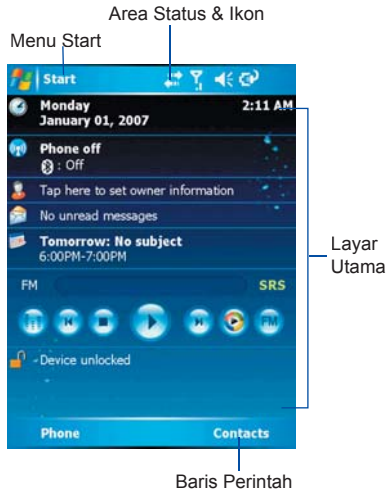 Area Status & Ikon
Menu Start
Start
Monday 2:11 AM
January 01, 2007
Phone off
: Off
Tap here to set owner information
No unread messages
Tomorrow: No subject
6:00PM-7:00PM
Layar
Utama
FM SRS
FM
Device unlocked
Phone Contacts
Baris Perintah